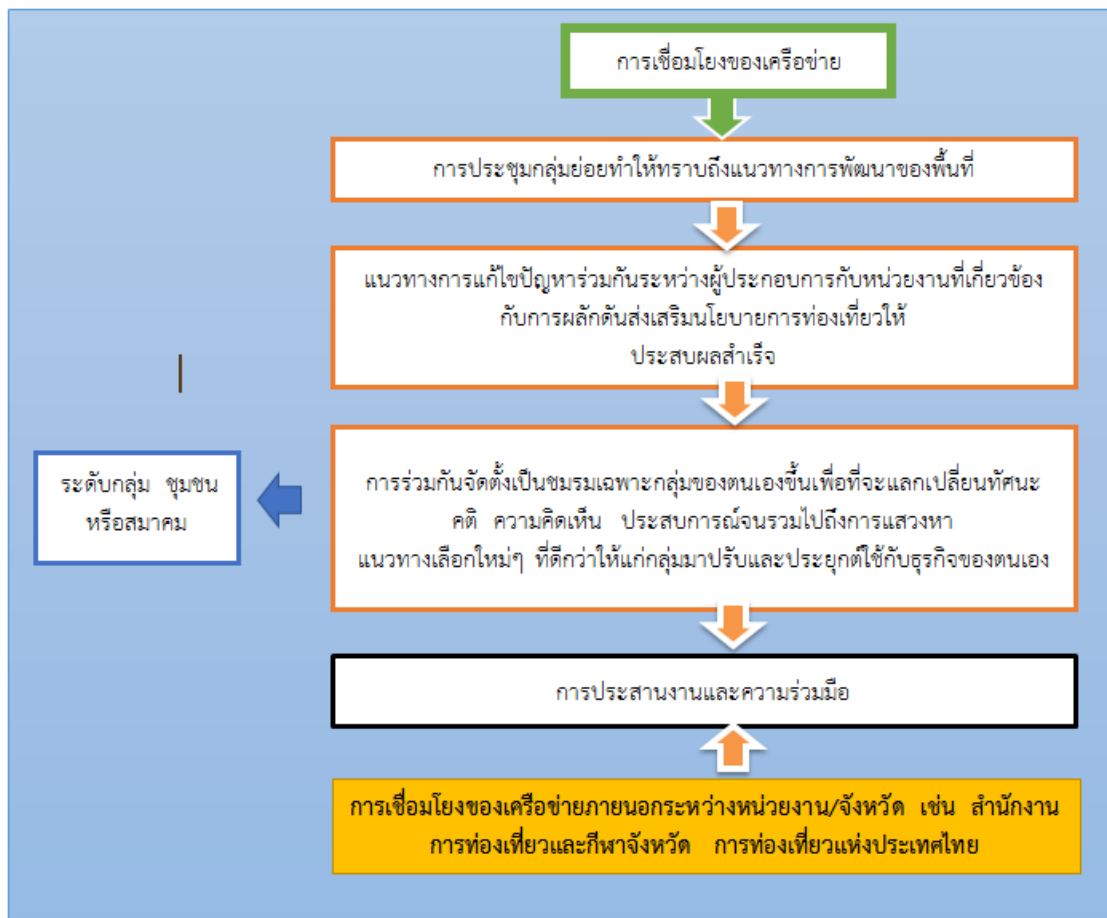 การเชื่อมโยงของเครือข่าย
การประชุมกลุ่มย่อยทำให้ทราบถึงแนวทางการพัฒนาของพื้นที่
แนวทางการแก้ไขปัญหาร่วมกันระหว่างผู้ประกอบการกับหน่วยงานที่เกี่ยวข้อง
กับการผลักดันส่งเสริมนโยบายการท่องเที่ยวให้
ประสบผลสำเร็จ
ระดับกลุ่ม ชุมชน
หรือสมาคม
การร่วมกันจัดตั้งเป็นชมรมเฉพาะกลุ่มของตนเองขึ้นเพื่อที่จะแลกเปลี่ยนทัศนะ
คติ ความคิดเห็น ประสบการณ์จนรวมไปถึงการแสวงหา
แนวทางเลือกใหม่ๆ ที่ดีกว่าให้แก่กลุ่มมาปรับและประยุกต์ใช้กับธุรกิจของตนเอง
การประสานงานและความร่วมมือ
การเชื่อมโยงของเครือข่ายภายนอกระหว่างหน่วยงาน/จังหวัด เช่น สำนักงาน
การท่องเที่ยวและกีฬาจังหวัด การท่องเที่ยวแห่งประเทศไทย